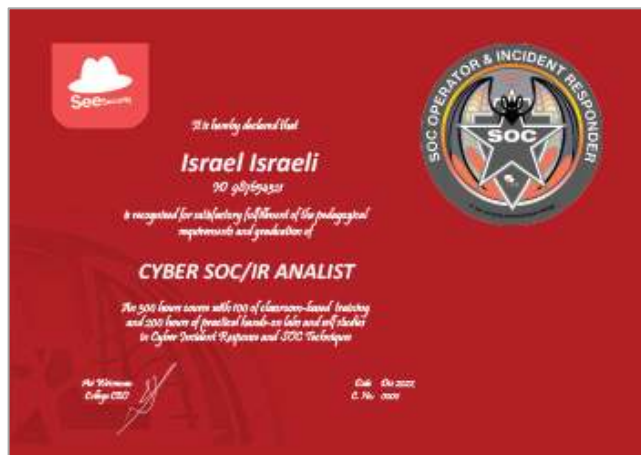 SeeSecurity
SOC OPERATOR & INCIDENT RESPONDER
SOC
It is hereby declared that
Israel Israeli
ID 987654321
is recognized for satisfactory fulfillment of the pedagogical
requirements and graduation of
CYBER SOC/IR ANALIST
An 300 hours course with 100 of classroom-based training
and 200 hours of practical hands-on labs and self studies
in Cyber Incident Response and SOC Techniques
College CEO
Date
C. No.